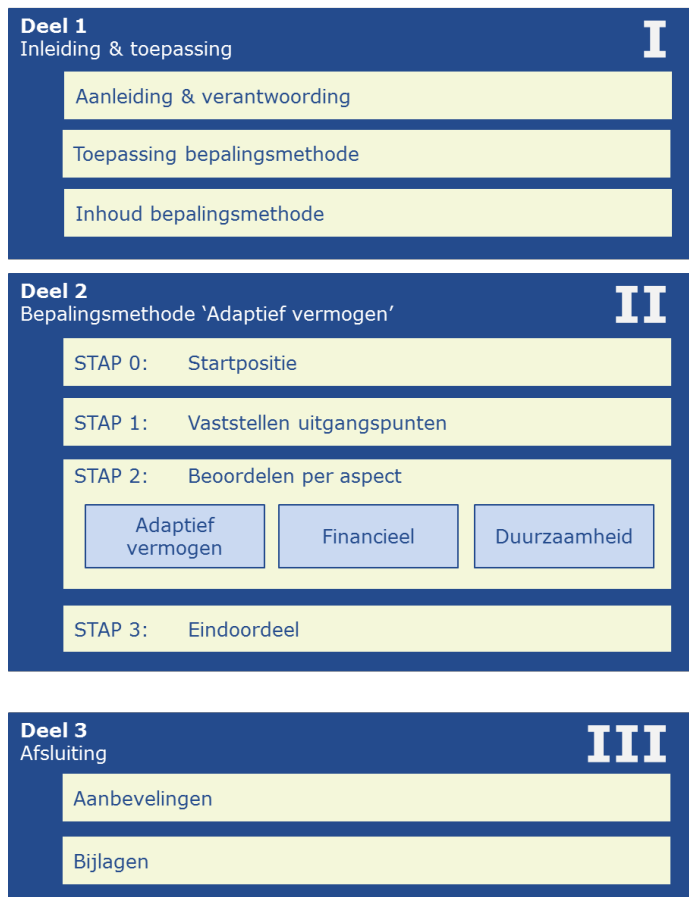 Deel 1
Inleiding & toepassing
I
Aanleiding & verantwoording
Toepassing bepalingsmethode
Inhoud bepalingsmethode
Deel 2
Bepalingsmethode ‘Adaptief vermogen’
II
STAP 0: Startpositie
STAP 1: Vaststellen uitgangspunten
STAP 2: Beoordelen per aspect
Adaptief
vermogen
Financieel
Duurzaamheid
STAP 3: Eindoordeel
Deel 3
Afsluiting
III
Aanbevelingen
Bijlagen